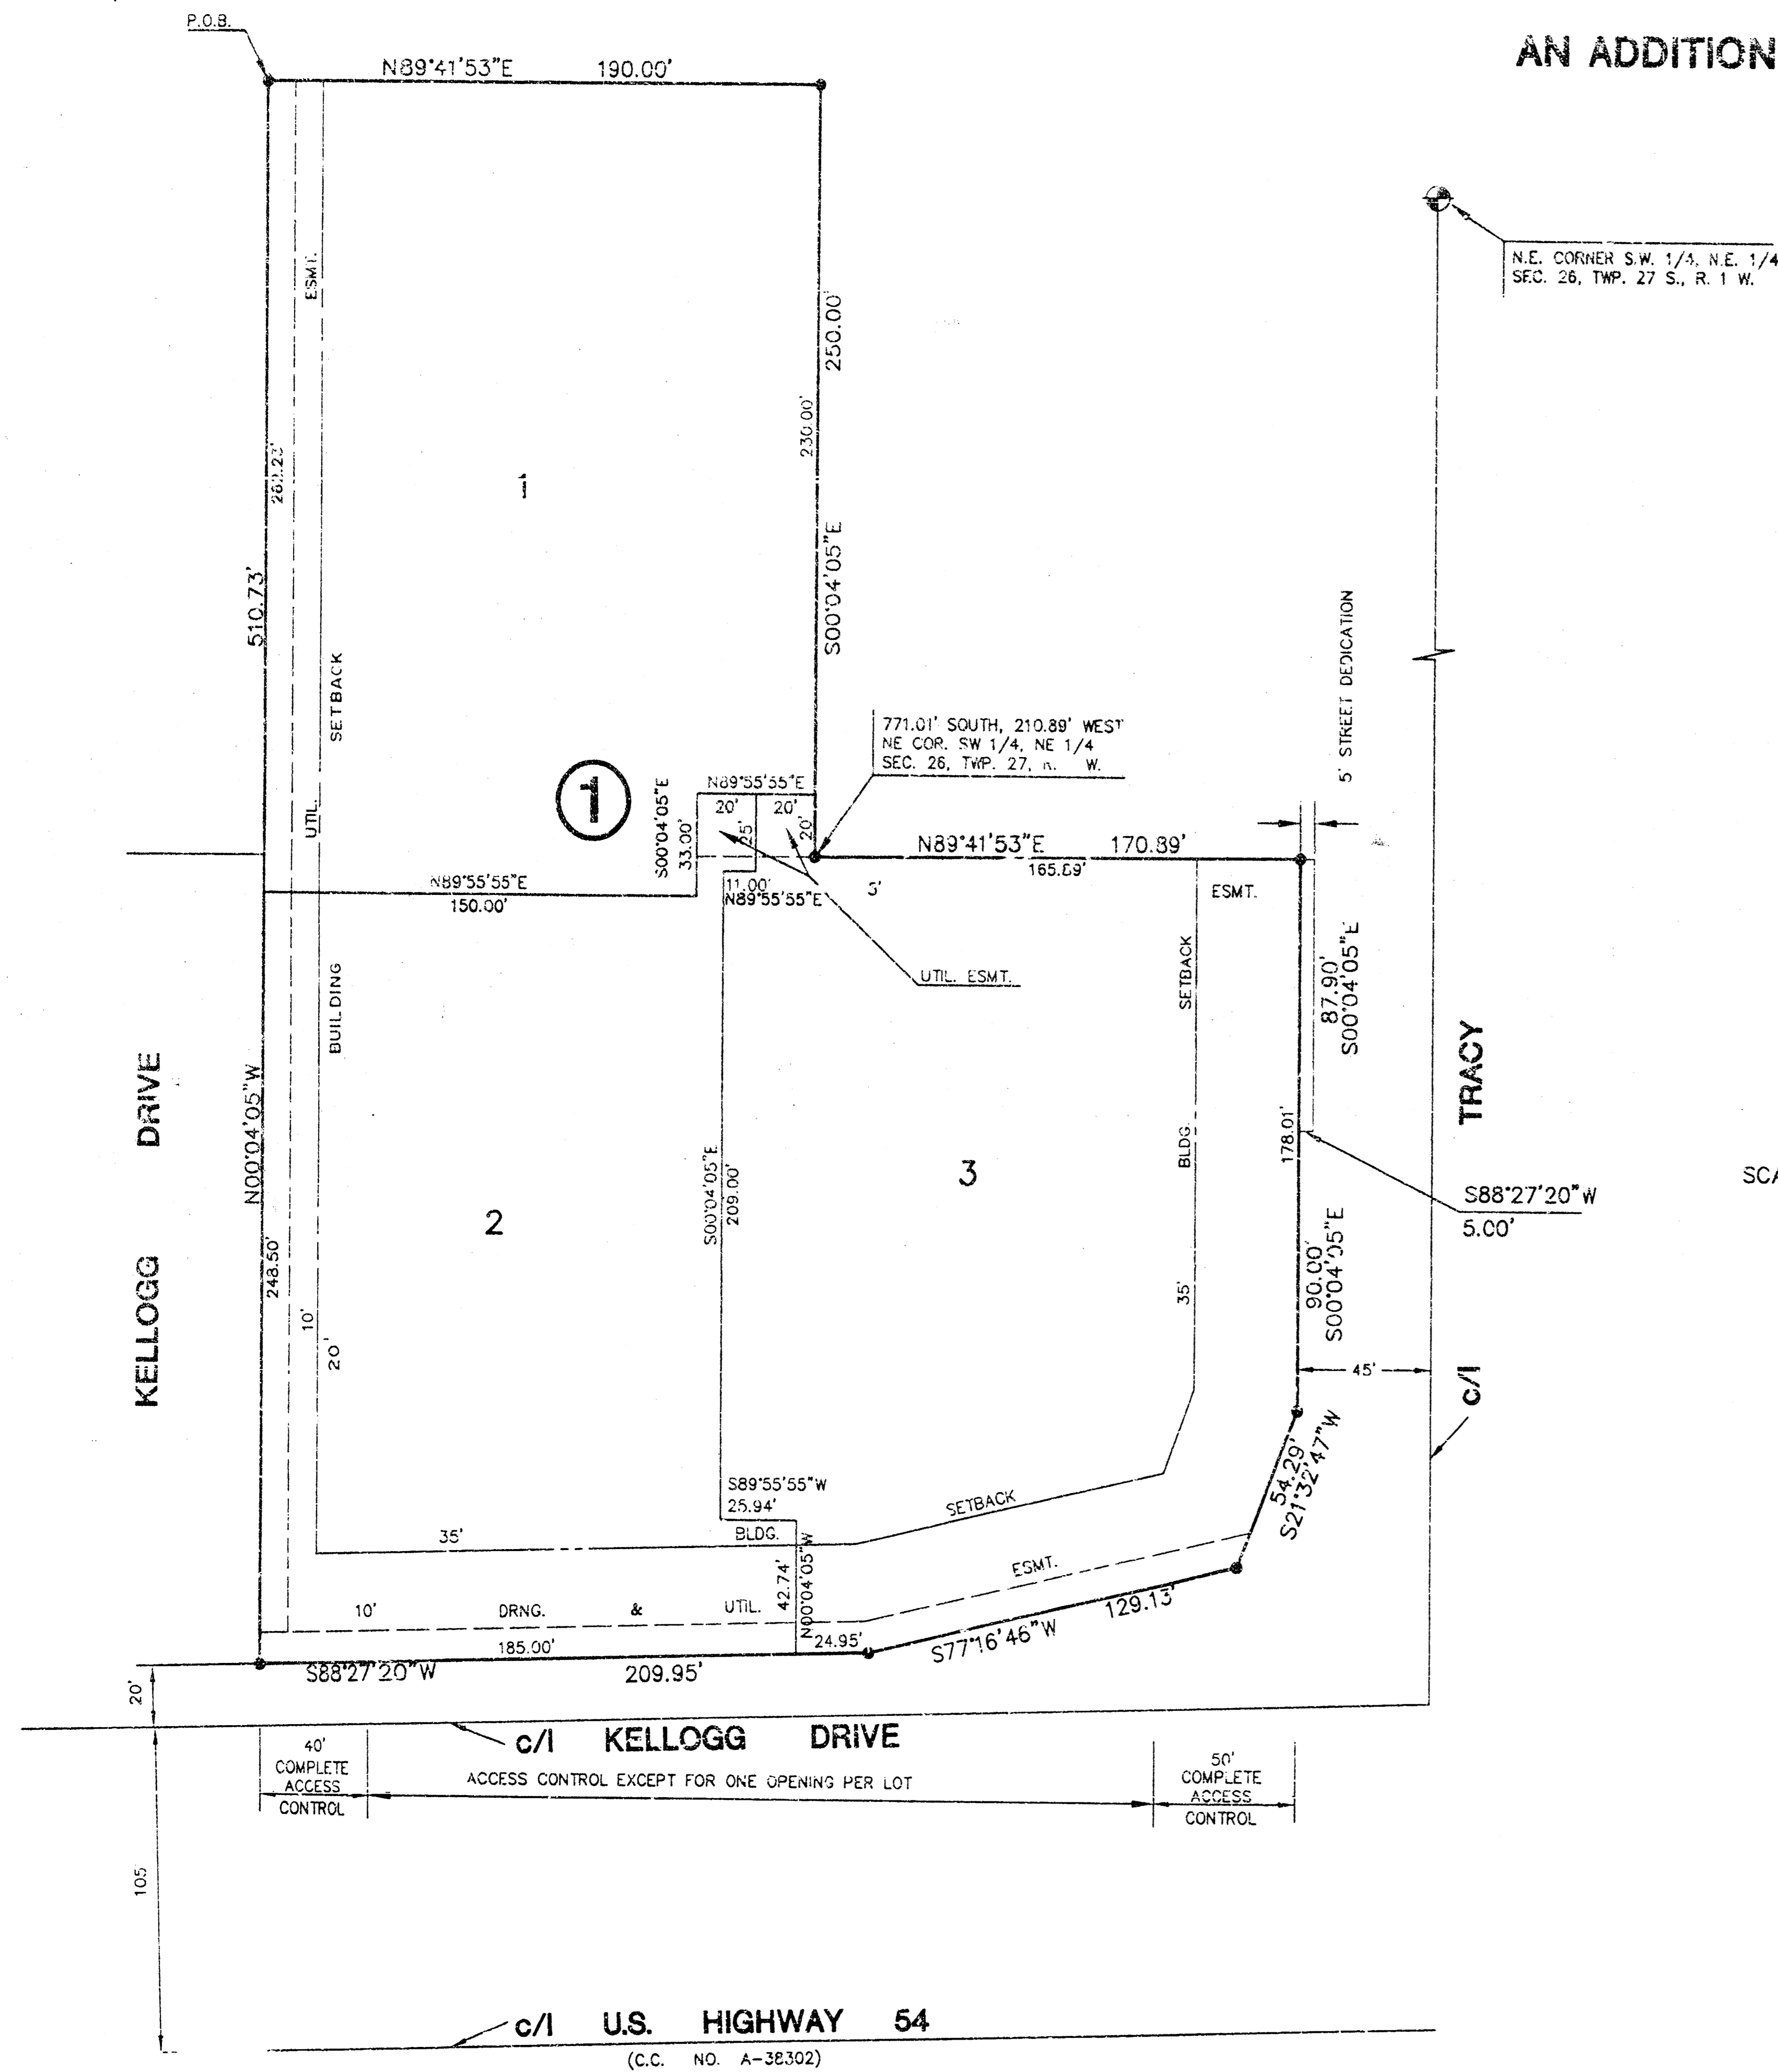 P.O.B.
AN ADDITION
N89°41'53"E 190.00'
N.E. CORNER S.W. 1/4, N.E. 1/4
SEC. 26, TWP. 27 S., R. 1 W.
ESMT.
250.00'
230.00'
1
510.73'
S00°04'05"E
SETBACK
UTIL.
5' STREET DEDICATION
771.01' SOUTH, 210.89' WEST
NE COR. SW 1/4, NE 1/4
SEC. 26, TWP. 27, W.
1
N89°55'55"E
20' 20'
S00°04'05"E
33.00'
25'
20'
N89°41'53"E 170.89'
165.89'
N89°55'55"E
150.00'
11.00'
N89°55'55"E
ESMT.
UTIL. ESMT.
SETBACK
87.90'
S00°04'05"E
BUILDING
KELLOGG DRIVE
N00°04'05"W
TRACY
BLDG.
178.01'
S00°04'05"E
209.00'
3
2
S88°27'20"W
5.00'
SCA
248.50'
10'
20'
35'
90.00'
S00°04'05"E
45'
c/l
54.29'
S21°32'47"W
S89°55'55"W
25.94'
SETBACK
35'
BLDG.
42.74'
N00°04'05"W
ESMT.
10' DRNG. & UTIL.
129.13'
S77°16'46"W
185.00'
24.95'
S88°27'20"W 209.95'
20'
c/l KELLOGG DRIVE
40'
COMPLETE
ACCESS
CONTROL
ACCESS CONTROL EXCEPT FOR ONE OPENING PER LOT
50'
COMPLETE
ACCESS
CONTROL
105'
c/l U.S. HIGHWAY 54
(C.C. NO. A-38302)